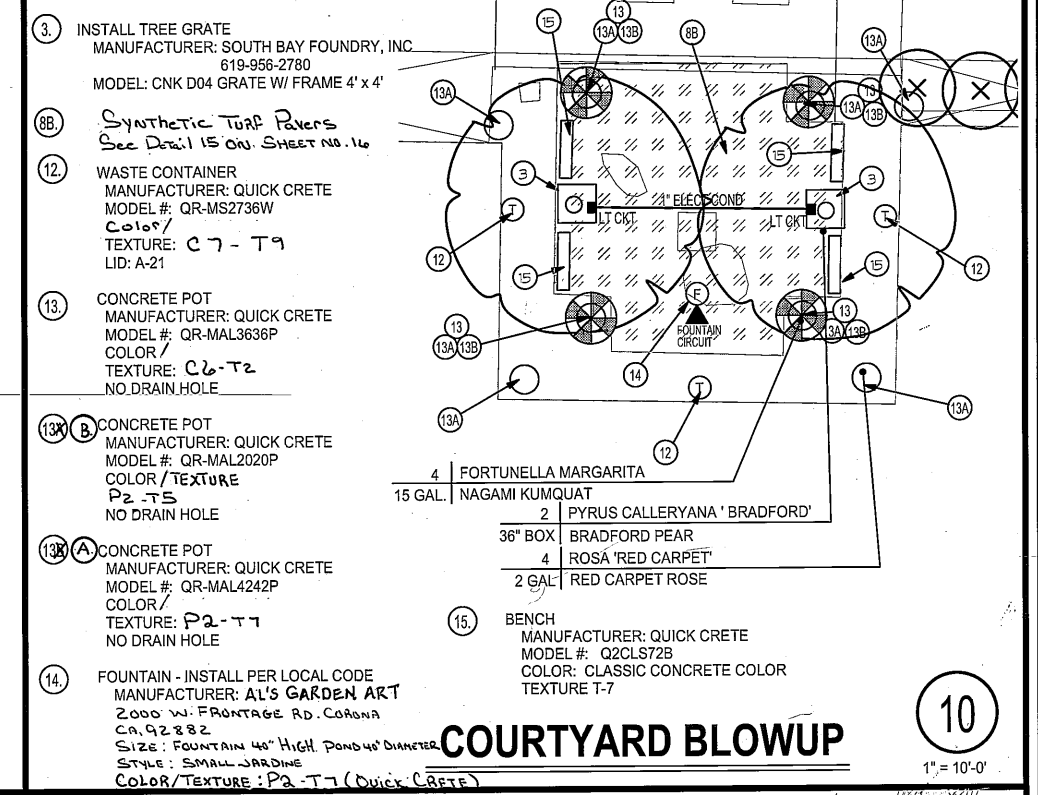 3. INSTALL TREE GRATE
MANUFACTURER: SOUTH BAY FOUNDRY, INC
619-956-2780
MODEL: CNK D04 GRATE W/ FRAME 4' x 4'
8B. Synthetic Turf Pavers
See Detail 15 on. Sheet No. 16
12. WASTE CONTAINER
MANUFACTURER: QUICK CRETE
MODEL #: QR-MS2736W
Color/
TEXTURE: C7-T9
LID: A-21
13. CONCRETE POT
MANUFACTURER: QUICK CRETE
MODEL #: QR-MAL3636P
COLOR/
TEXTURE: C6-T2
NO DRAIN HOLE
13 B. CONCRETE POT
MANUFACTURER: QUICK CRETE
MODEL #: QR-MAL2020P
COLOR/TEXTURE
P2-T5
NO DRAIN HOLE
13 A. CONCRETE POT
MANUFACTURER: QUICK CRETE
MODEL #: QR-MAL4242P
COLOR/
TEXTURE: P2-T7
NO DRAIN HOLE
14. FOUNTAIN - INSTALL PER LOCAL CODE
MANUFACTURER: AL'S GARDEN ART
2000 W. FRONTAGE RD. CORONA
CA. 92882
SIZE: FOUNTAIN 40" HIGH. POND 40" DIAMETER
STYLE: SMALL JARDINE
COLOR/TEXTURE: P2-T7 (QUICK CRETE)
13
15
13A 13B
8B
13A
13A
13
13A 13B
15
3
3
1" ELEC COND
LT CKT
LT CKT
T
T
12
12
15
15
F
FOUNTAIN
CIRCUIT
13
13A 13B
13
13A 13B
14
T
13A
13A
12
4 FORTUNELLA MARGARITA
15 GAL. NAGAMI KUMQUAT
2 PYRUS CALLERYANA 'BRADFORD'
36" BOX BRADFORD PEAR
4 ROSA 'RED CARPET'
2 GAL RED CARPET ROSE
15. BENCH
MANUFACTURER: QUICK CRETE
MODEL #: Q2CLS72B
COLOR: CLASSIC CONCRETE COLOR
TEXTURE T-7
COURTYARD BLOWUP
10
1" = 10'-0'